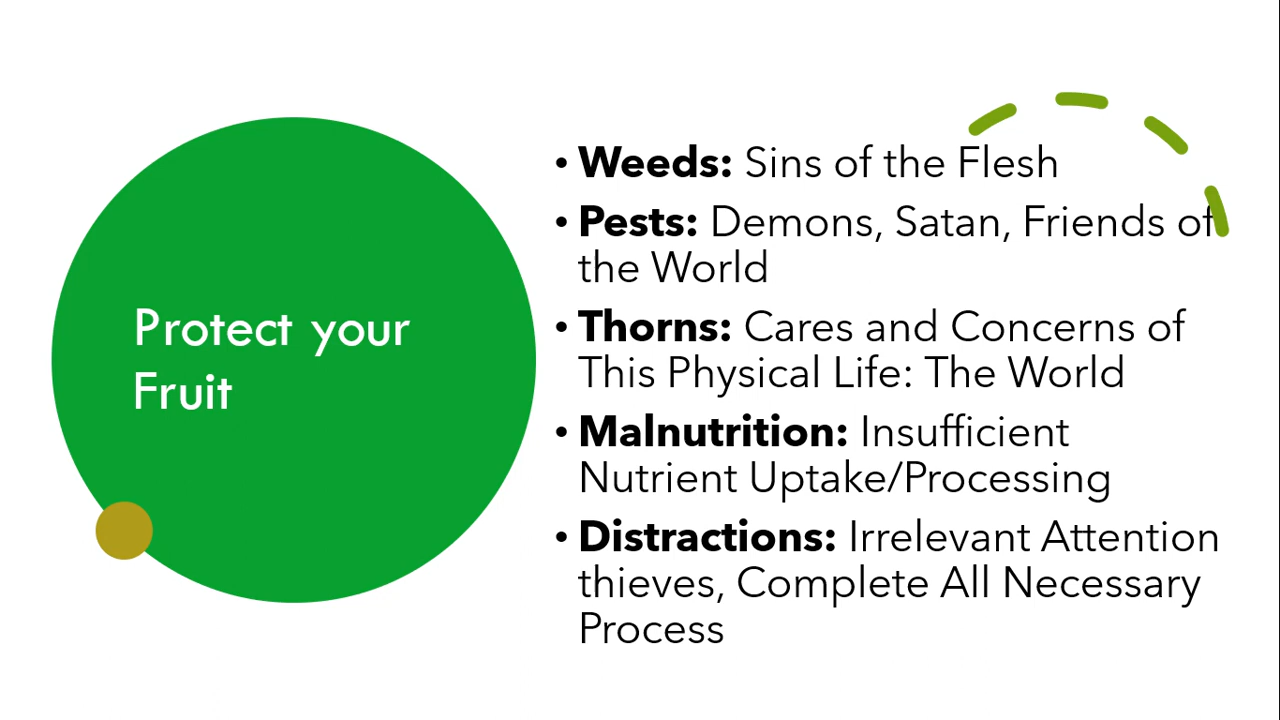 Protect your
Fruit
• Weeds: Sins of the Flesh
• Pests: Demons, Satan, Friends of
the World
• Thorns: Cares and Concerns of
This Physical Life: The World
• Malnutrition: Insufficient
Nutrient Uptake/Processing
• Distractions: Irrelevant Attention
thieves, Complete All Necessary
Process